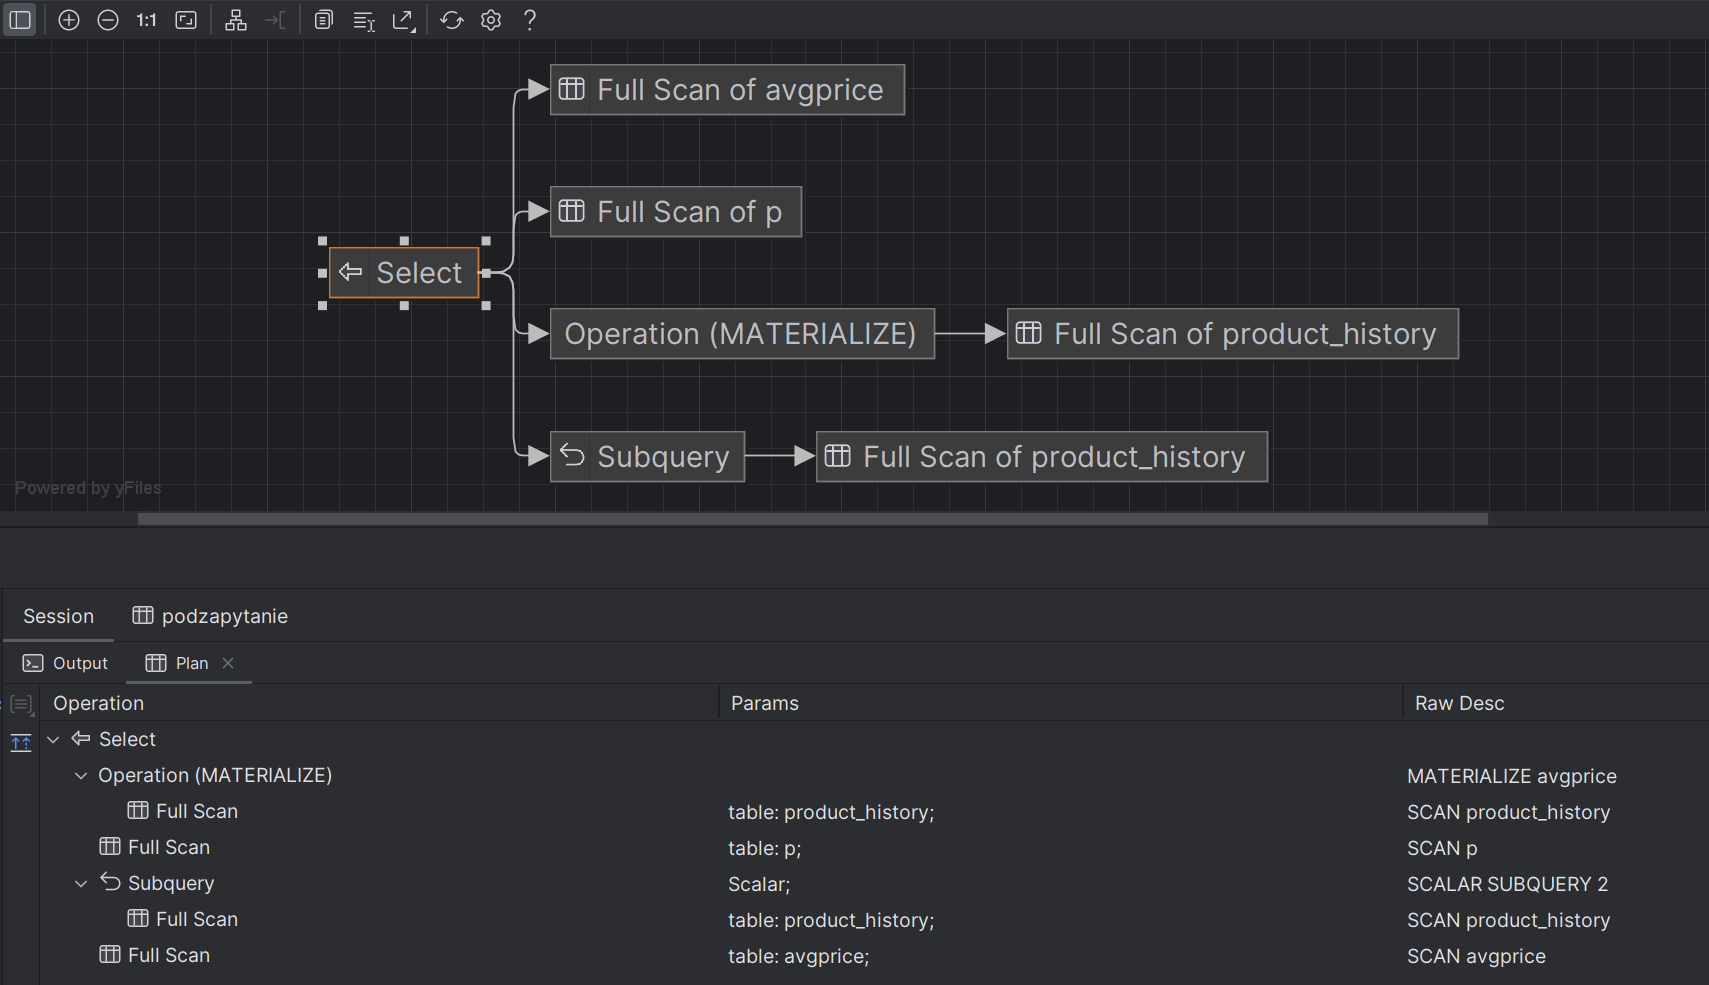 1:1
?
Full Scan of avgprice
Full Scan of p
Select
Operation (MATERIALIZE)
Full Scan of product_history
Subquery
Full Scan of product_history
Powered by yFiles
Session
podzapytanie
Output
Plan
Operation
Params
Raw Desc
Select
Operation (MATERIALIZE)
MATERIALIZE avgprice
Full Scan
table: product_history;
SCAN product_history
Full Scan
table: p;
SCAN p
Subquery
Scalar;
SCALAR SUBQUERY 2
Full Scan
table: product_history;
SCAN product_history
Full Scan
table: avgprice;
SCAN avgprice